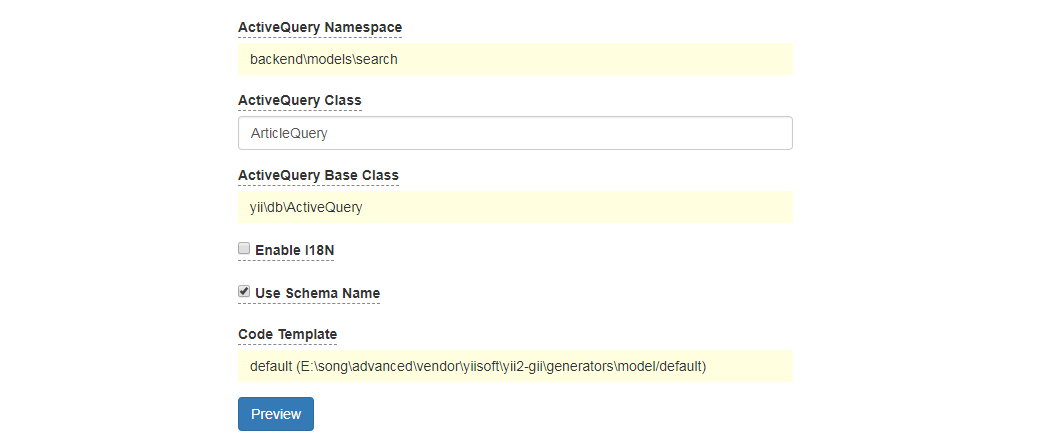 ActiveQuery Namespace
backend\models\search
ActiveQuery Class
ArticleQuery
ActiveQuery Base Class
yii\db\ActiveQuery
Enable I18N
Use Schema Name
Code Template
default (E:\song\advanced\vendor\yiisoft\yii2-gii\generators\model/default)
Preview